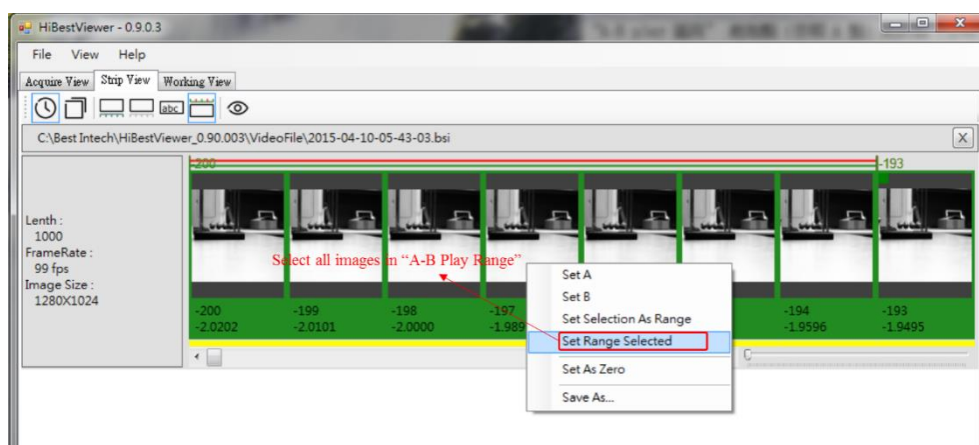 HiBestViewer - 0.9.0.3
File View Help
Acquire View Strip View Working View
abc
C:\Best Intech\HiBestViewer_0.90.003\VideoFile\2015-04-10-05-43-03.bsi
X
-200 -193
Lenth :
1000
FrameRate :
99 fps
Image Size :
1280X1024
Select all images in “A-B Play Range”
-200 -199 -198 -197 -194 -193
-2.0202 -2.0101 -2.0000 -1.989 -1.9596 -1.9495
Set A
Set B
Set Selection As Range
Set Range Selected
Set As Zero
Save As...